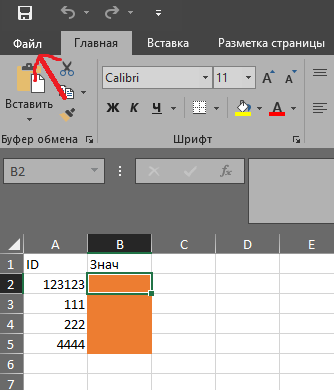 Файл Главная Вставка Разметка страницы
Calibri 11 A A
Вставить Ж К Ч А
Буфер обмена Шрифт
B2 fx
A B C D E
1 ID Знач
2 123123
3 111
4 222
5 4444
6
7